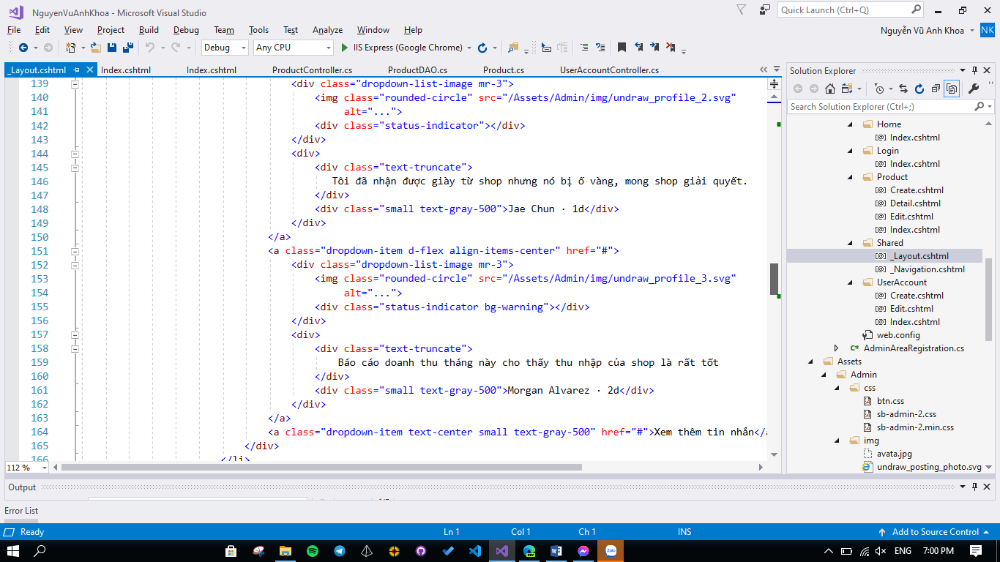 NguyenVuAnhKhoa - Microsoft Visual Studio
Quick Launch (Ctrl+Q)
File Edit View Project Build Debug Team Tools Test Analyze Window Help
Nguyễn Vũ Anh Khoa NK
Debug Any CPU IIS Express (Google Chrome)
_Layout.cshtml Index.cshtml Index.cshtml ProductController.cs ProductDAO.cs Product.cs UserAccountController.cs
139 <div class="dropdown-list-image mr-3">
140 <img class="rounded-circle" src="/Assets/Admin/img/undraw_profile_2.svg"
141 alt="...">
142 <div class="status-indicator"></div>
143 </div>
144 <div>
145 <div class="text-truncate">
146 Tôi đã nhận được giày từ shop nhưng nó bị ố vàng, mong shop giải quyết.
147 </div>
148 <div class="small text-gray-500">Jae Chun · 1d</div>
149 </div>
150 </a>
151 <a class="dropdown-item d-flex align-items-center" href="#">
152 <div class="dropdown-list-image mr-3">
153 <img class="rounded-circle" src="/Assets/Admin/img/undraw_profile_3.svg"
154 alt="...">
155 <div class="status-indicator bg-warning"></div>
156 </div>
157 <div>
158 <div class="text-truncate">
159 Báo cáo doanh thu tháng này cho thấy thu nhập của shop là rất tốt
160 </div>
161 <div class="small text-gray-500">Morgan Alvarez · 2d</div>
162 </div>
163 </a>
164 <a class="dropdown-item text-center small text-gray-500" href="#">Xem thêm tin nhắn</a
165 </div>
166 </li>
112 %
Solution Explorer
Search Solution Explorer (Ctrl+;)
Home
Index.cshtml
Login
Index.cshtml
Product
Create.cshtml
Detail.cshtml
Edit.cshtml
Index.cshtml
Shared
_Layout.cshtml
_Navigation.cshtml
UserAccount
Create.cshtml
Edit.cshtml
Index.cshtml
web.config
C# AdminAreaRegistration.cs
Assets
Admin
css
btn.css
sb-admin-2.css
sb-admin-2.min.css
img
avata.jpg
undraw_posting_photo.svg
Output
Error List
Ready Ln 1 Col 1 Ch 1 INS Add to Source Control
DEV Zalo ENG 7:00 PM